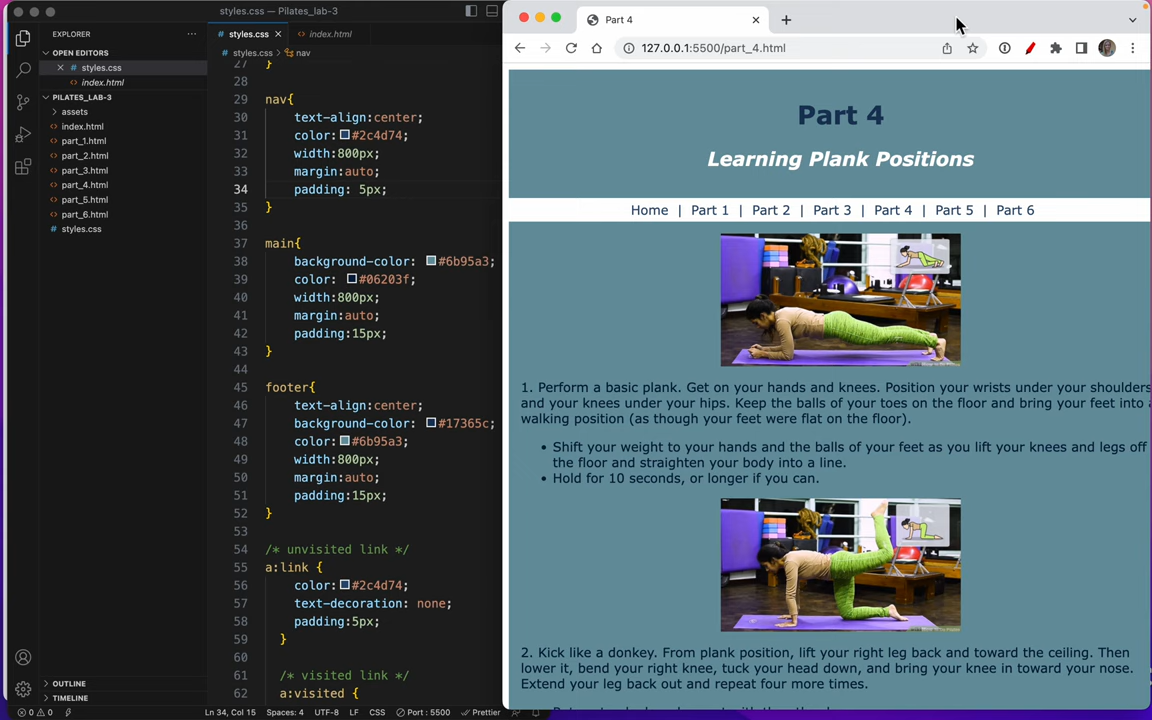 styles.css — Pilates_lab-3
EXPLORER
OPEN EDITORS
# styles.css
<> index.html
PILATES_LAB-3
> assets
<> index.html
<> part_1.html
<> part_2.html
<> part_3.html
<> part_4.html
<> part_5.html
<> part_6.html
# styles.css
OUTLINE
TIMELINE
# styles.css
<> index.html
# styles.css > nav
27 }
28
29 nav{
30 text-align:center;
31 color:#2c4d74;
32 width:800px;
33 margin:auto;
34 padding: 5px;
35 }
36
37 main{
38 background-color: #6b95a3;
39 color: #06203f;
40 width:800px;
41 margin:auto;
42 padding:15px;
43 }
44
45 footer{
46 text-align:center;
47 background-color: #17365c;
48 color:#6b95a3;
49 width:800px;
50 margin:auto;
51 padding:15px;
52 }
53
54 /* unvisited link */
55 a:link {
56 color:#2c4d74;
57 text-decoration: none;
58 padding:5px;
59 }
60
61 /* visited link */
62 a:visited {
0 0 Ln 34, Col 15 Spaces: 4 UTF-8 LF CSS Port : 5500 Prettier
Part 4
127.0.0.1:5500/part_4.html
Part 4
Learning Plank Positions
Home | Part 1 | Part 2 | Part 3 | Part 4 | Part 5 | Part 6
1. Perform a basic plank. Get on your hands and knees. Position your wrists under your shoulders
and your knees under your hips. Keep the balls of your toes on the floor and bring your feet into a
walking position (as though your feet were flat on the floor).
• Shift your weight to your hands and the balls of your feet as you lift your knees and legs off
the floor and straighten your body into a line.
• Hold for 10 seconds, or longer if you can.
2. Kick like a donkey. From plank position, lift your right leg back and toward the ceiling. Then
lower it, bend your right knee, tuck your head down, and bring your knee in toward your nose.
Extend your leg back out and repeat four more times.